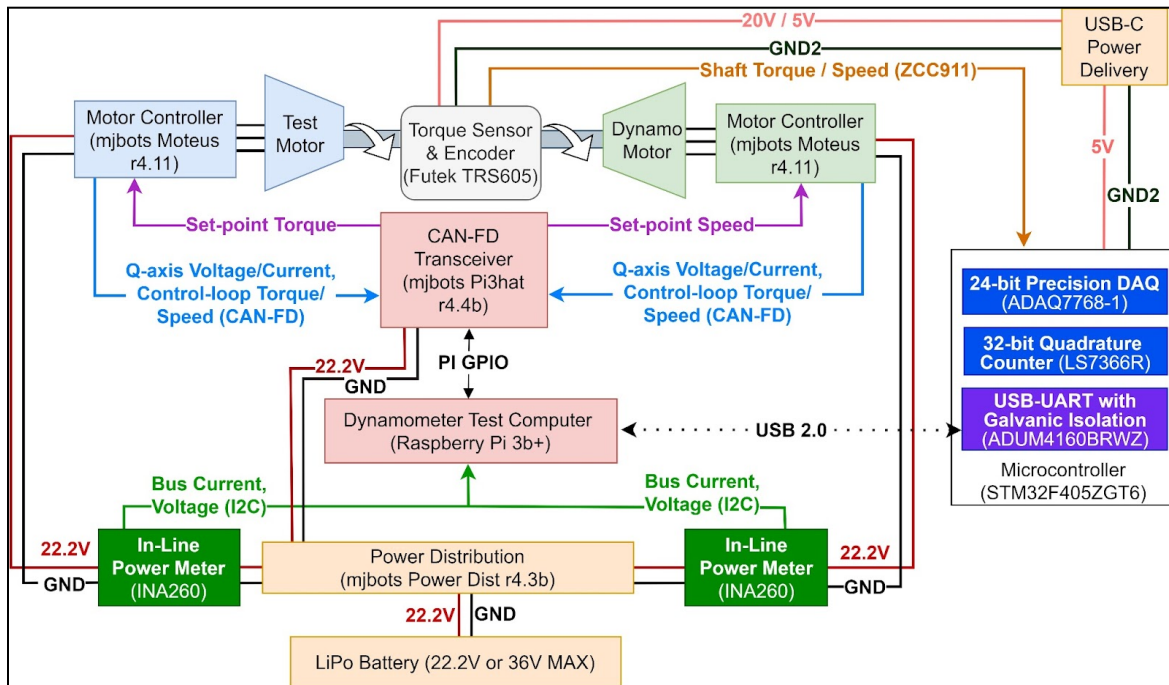 20V / 5V
GND2
Shaft Torque / Speed (ZCC911)
USB-C
Power
Delivery
Motor Controller
(mjbots Moteus
r4.11)
Test
Motor
Torque Sensor
& Encoder
(Futek TRS605)
Dynamo
Motor
Motor Controller
(mjbots Moteus
r4.11)
5V
GND2
Set-point Torque
Set-point Speed
CAN-FD
Transceiver
(mjbots Pi3hat
r4.4b)
Q-axis Voltage/Current,
Control-loop Torque/
Speed (CAN-FD)
Q-axis Voltage/Current,
Control-loop Torque/
Speed (CAN-FD)
24-bit Precision DAQ
(ADAQ7768-1)
32-bit Quadrature
Counter (LS7366R)
USB-UART with
Galvanic Isolation
(ADUM4160BRWZ)
Microcontroller
(STM32F405ZGT6)
22.2V
GND
PI GPIO
Dynamometer Test Computer
(Raspberry Pi 3b+)
USB 2.0
Bus Current,
Voltage (I2C)
Bus Current,
Voltage (I2C)
22.2V
GND
In-Line
Power Meter
(INA260)
Power Distribution
(mjbots Power Dist r4.3b)
In-Line
Power Meter
(INA260)
22.2V
GND
22.2V
GND
LiPo Battery (22.2V or 36V MAX)